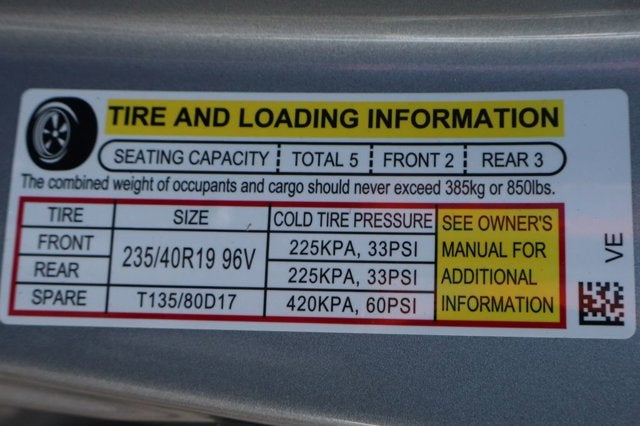 TIRE AND LOADING INFORMATION
SEATING CAPACITY TOTAL 5 FRONT 2 REAR 3
The combined weight of occupants and cargo should never exceed 385kg or 850lbs.
TIRE SIZE COLD TIRE PRESSURE
FRONT 235/40R19 96V 225KPA, 33PSI
REAR 225KPA, 33PSI
SPARE T135/80D17 420KPA, 60PSI
SEE OWNER'S
MANUAL FOR
ADDITIONAL
INFORMATION
VE